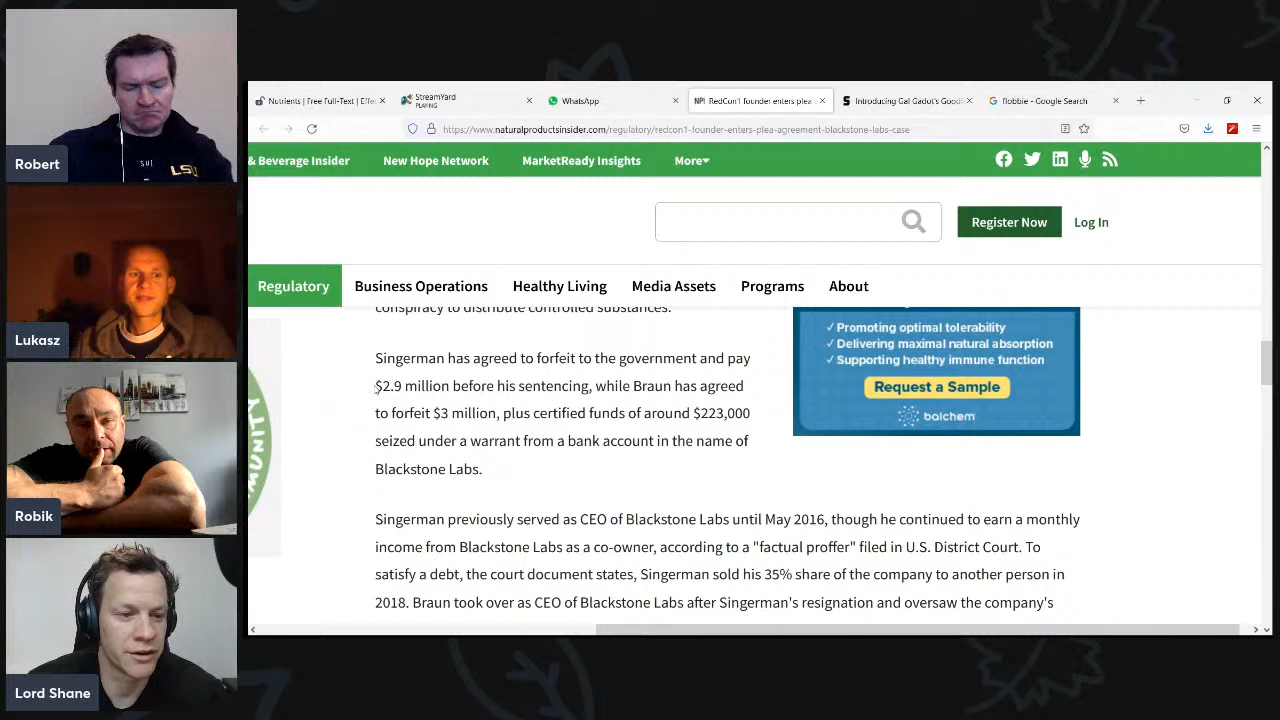 Robert
LSU
Lukasz
Robik
Lord Shane
Nutrients | Free Full-Text | Effe
StreamYard
PLAYING
WhatsApp
NPI RedCon1 founder enters plea
Introducing Gal Gadot's Goodl
flobbie - Google Search
https://www.naturalproductsinsider.com/regulatory/redcon1-founder-enters-plea-agreement-blackstone-labs-case
& Beverage Insider New Hope Network MarketReady Insights More
Register Now Log In
Regulatory Business Operations Healthy Living Media Assets Programs About
conspiracy to distribute controlled substances.
Singerman has agreed to forfeit to the government and pay
$2.9 million before his sentencing, while Braun has agreed
to forfeit $3 million, plus certified funds of around $223,000
seized under a warrant from a bank account in the name of
Blackstone Labs.
✓ Promoting optimal tolerability
✓ Delivering maximal natural absorption
✓ Supporting healthy immune function
Request a Sample
balchem
MUNITY
Singerman previously served as CEO of Blackstone Labs until May 2016, though he continued to earn a monthly
income from Blackstone Labs as a co-owner, according to a "factual proffer" filed in U.S. District Court. To
satisfy a debt, the court document states, Singerman sold his 35% share of the company to another person in
2018. Braun took over as CEO of Blackstone Labs after Singerman's resignation and oversaw the company's